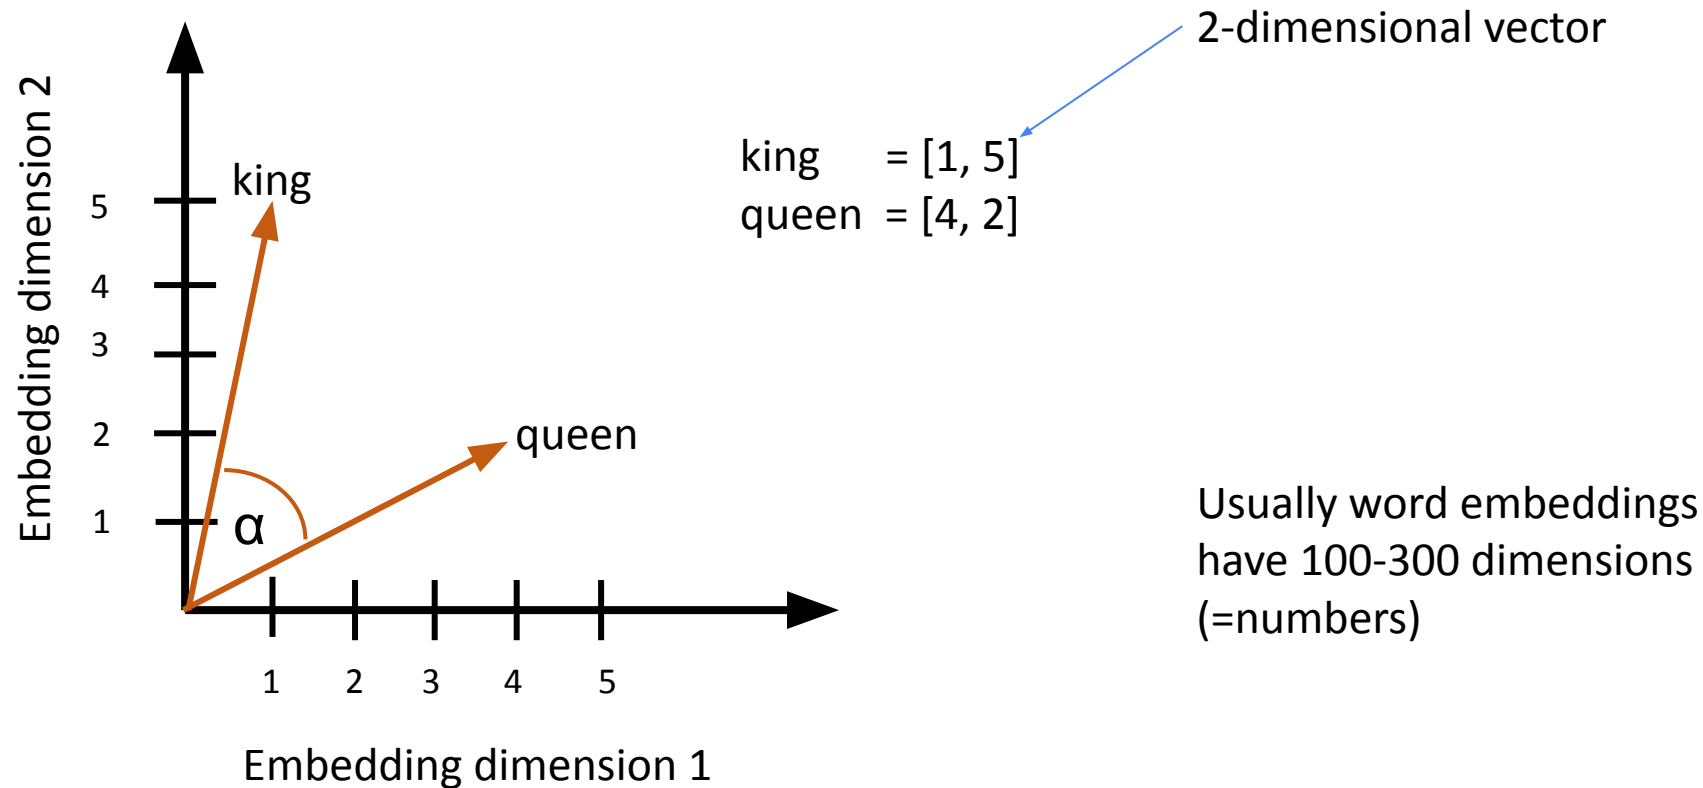 2-dimensional vector
king = [1, 5]
queen = [4, 2]
Embedding dimension 2
5
4
3
2
1
king
queen
α
1 2 3 4 5
Embedding dimension 1
Usually word embeddings
have 100-300 dimensions
(=numbers)